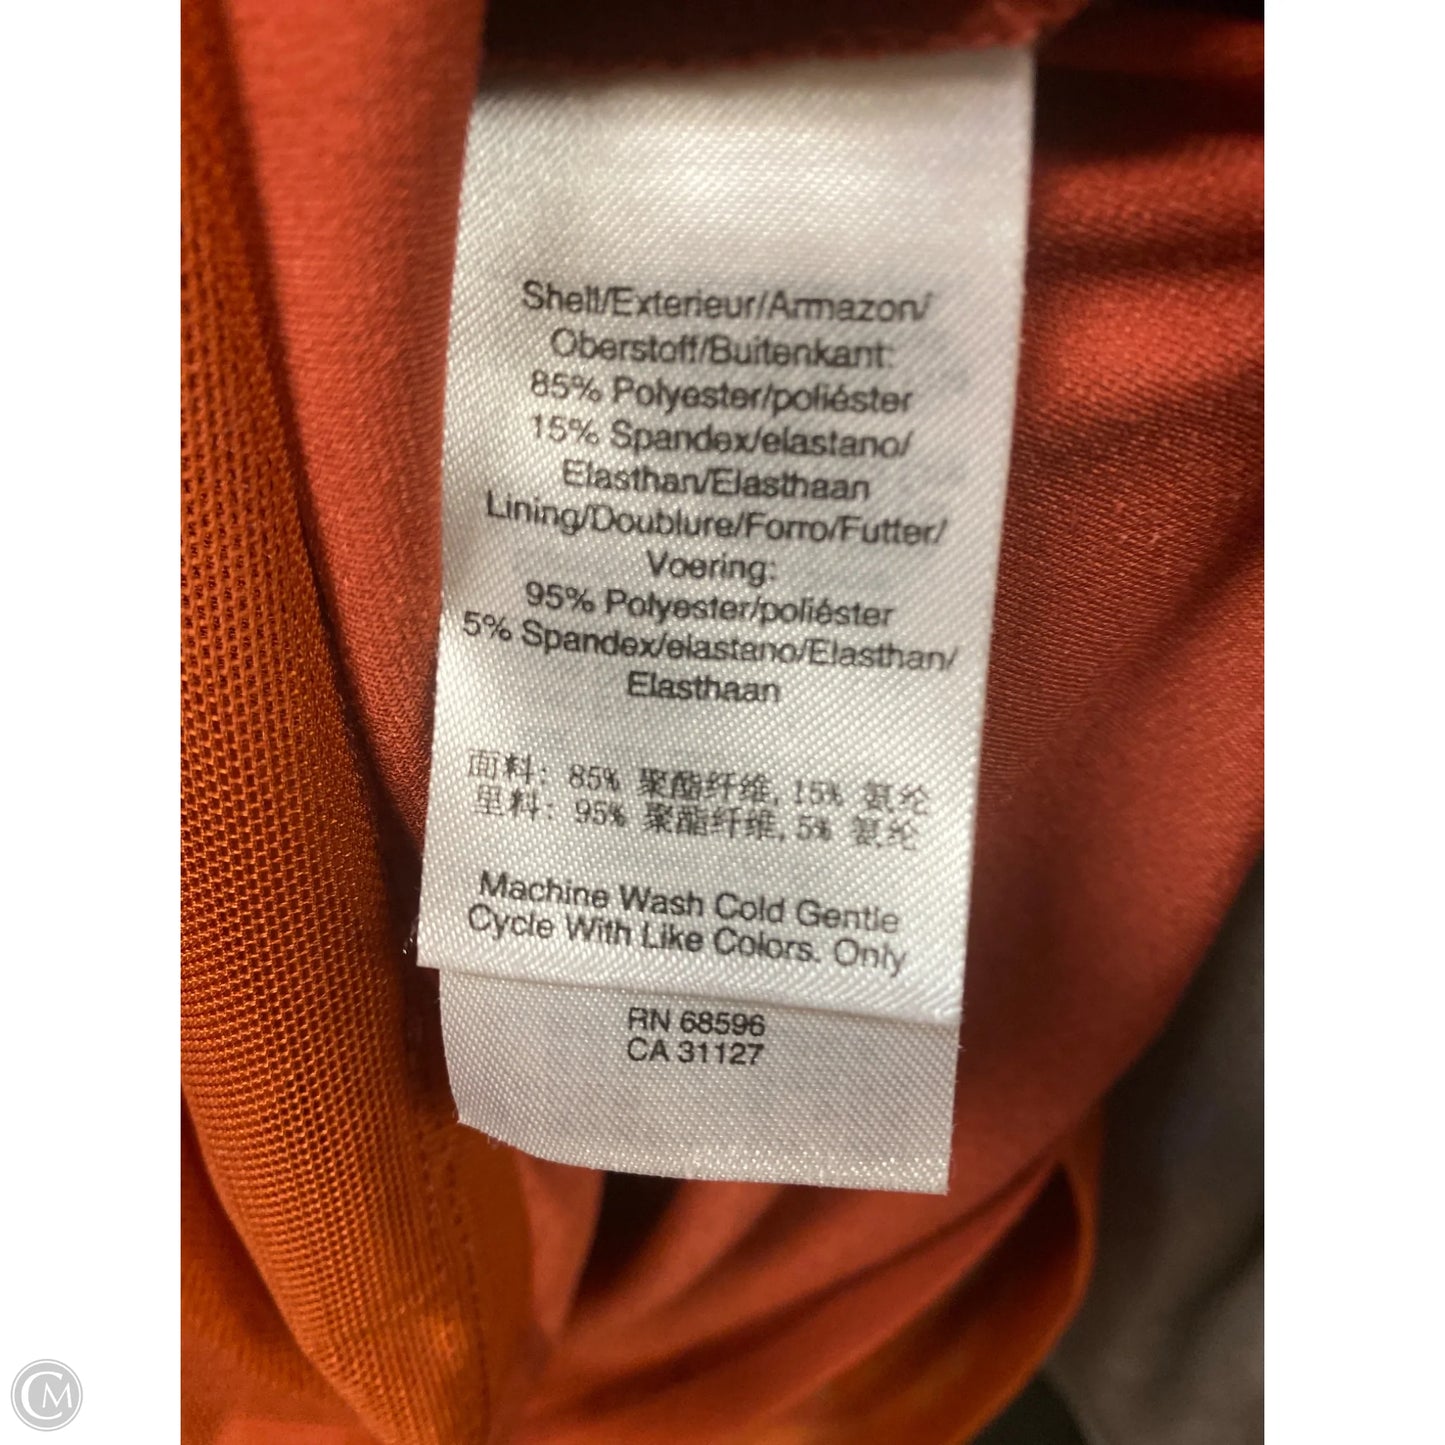 Shell/Exterieur/Armazon/
Oberstoff/Buitenkant:
85% Polyester/poliéster
15% Spandex/elastano/
Elasthan/Elasthaan
Lining/Doublure/Forro/Futter/
Voering:
95% Polyester/poliéster
5% Spandex/elastano/Elasthan/
Elasthaan
面料: 85% 聚酯纤维, 15% 氨纶
里料: 95% 聚酯纤维, 5% 氨纶
Machine Wash Cold Gentle
Cycle With Like Colors. Only
RN 68596
CA 31127
CM